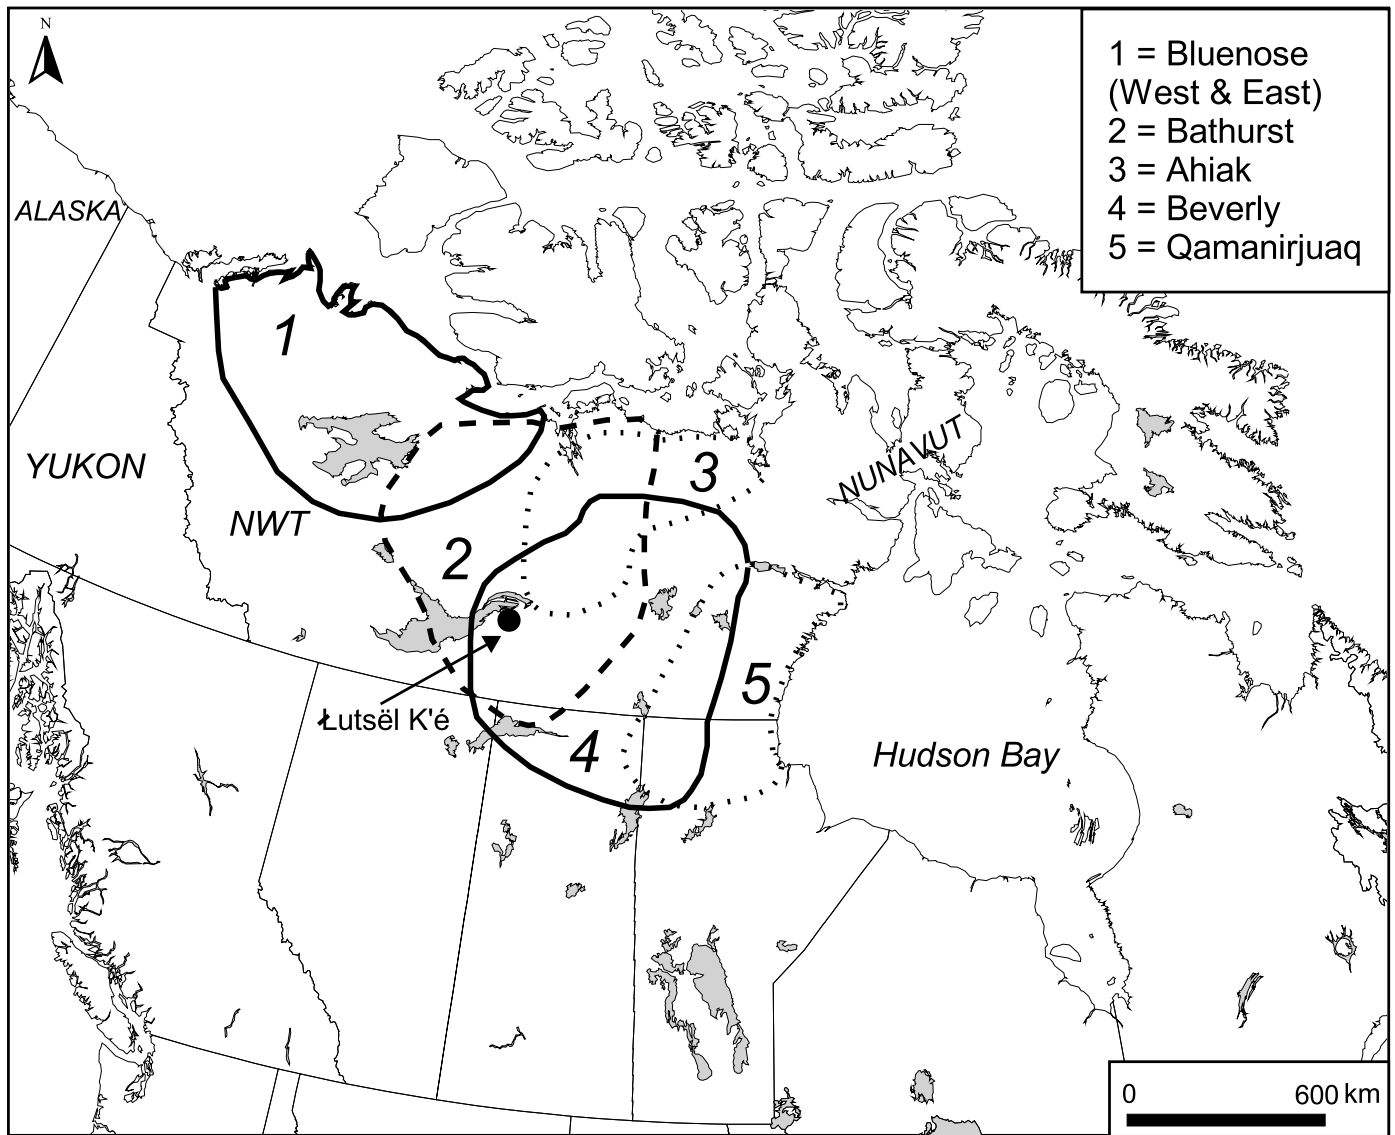 N
1 = Bluenose
(West & East)
2 = Bathurst
3 = Ahiak
4 = Beverly
5 = Qamanirjuaq
ALASKA
1
YUKON
NWT
NUNAVUT
3
2
5
Łutsël K'é
4
Hudson Bay
0 600 km